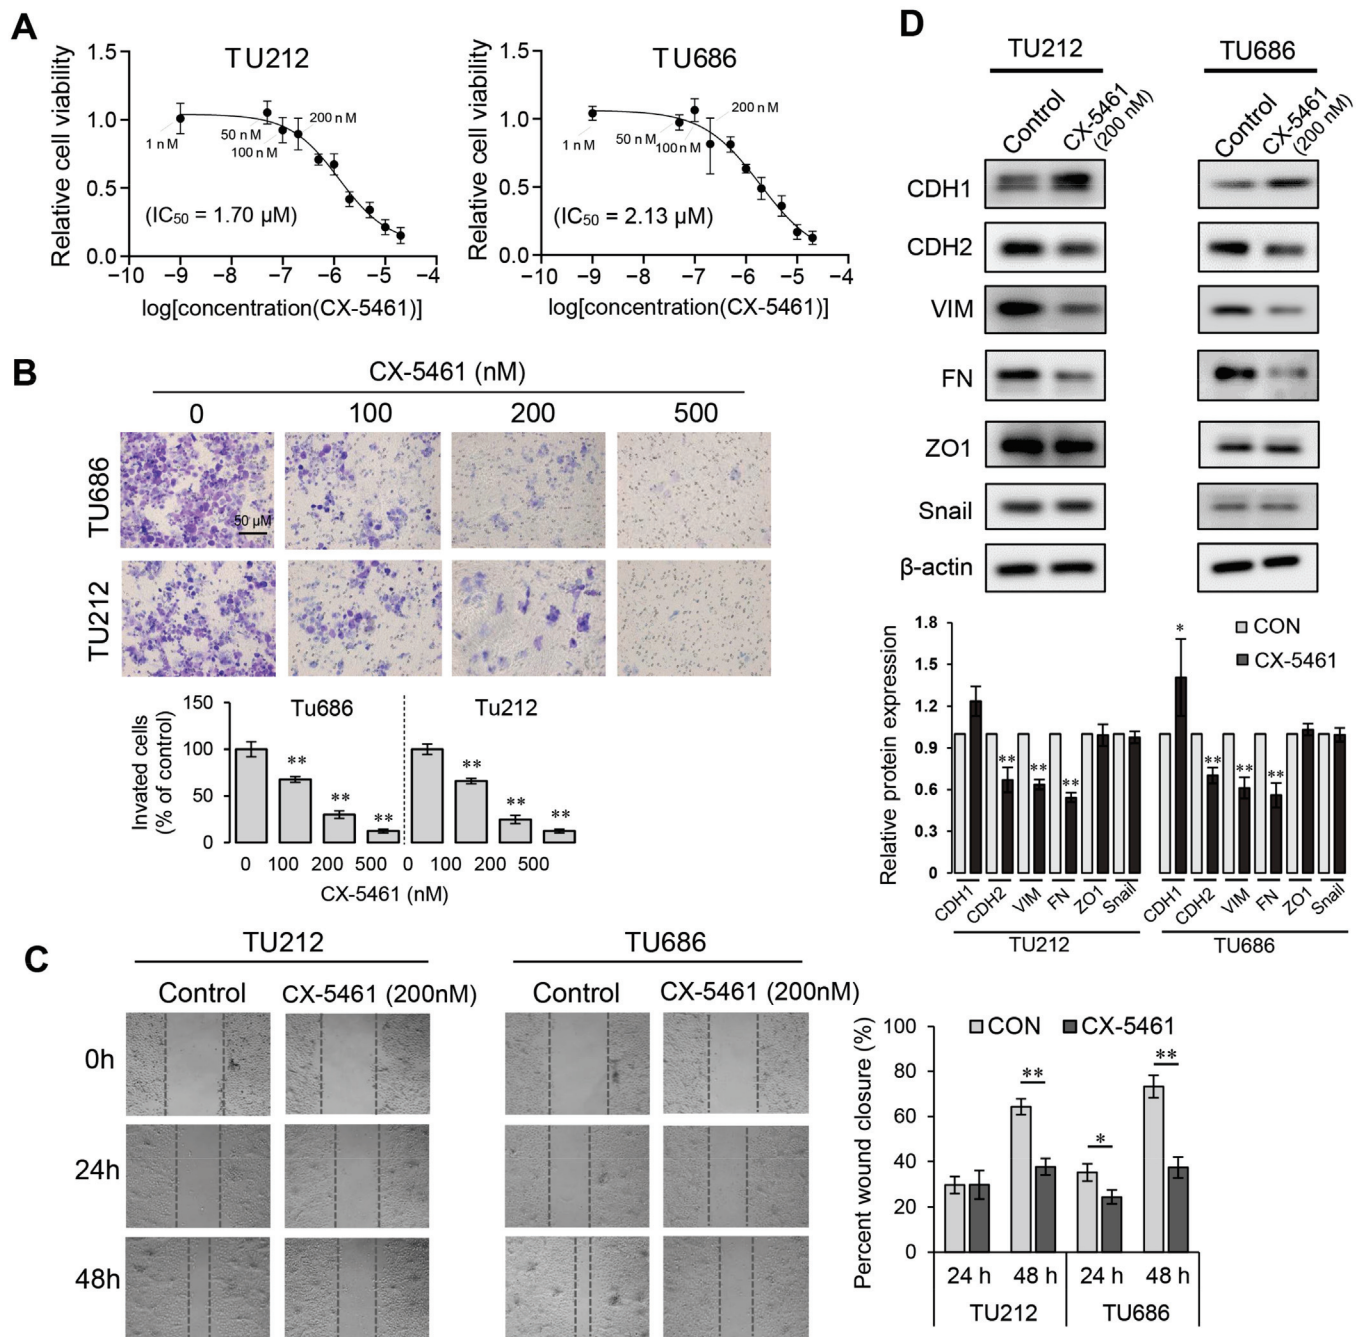 A
TU212
Relative cell viability
1.5
1.0
0.5
0.0
1 nM
50 nM
100 nM
200 nM
(IC50 = 1.70 µM)
−10 −9 −8 −7 −6 −5 −4
log[concentration(CX-5461)]
TU686
Relative cell viability
1.5
1.0
0.5
0.0
1 nM
50 nM
100 nM
200 nM
(IC50 = 2.13 µM)
−10 −9 −8 −7 −6 −5 −4
log[concentration(CX-5461)]
B
CX-5461 (nM)
0 100 200 500
TU686
50 µM
TU212
Invated cells
(% of control)
150
100
50
0
Tu686 Tu212
** ** ** ** ** **
0 100 200 500 0 100 200 500
CX-5461 (nM)
C
TU212 TU686
Control CX-5461 (200nM) Control CX-5461 (200nM)
0h
24h
48h
Percent wound closure (%)
100
80
60
40
20
0
CON CX-5461
** * **
24 h 48 h 24 h 48 h
TU212 TU686
D
TU212 TU686
Control CX-5461
(200 nM)
Control CX-5461
(200 nM)
CDH1
CDH2
VIM
FN
ZO1
Snail
β-actin
Relative protein expression
1.8
1.5
1.2
0.9
0.6
0.3
0
CON
CX-5461
** ** ** * ** ** **
CDH1 CDH2 VIM FN ZO1 Snail CDH1 CDH2 VIM FN ZO1 Snail
TU212 TU686